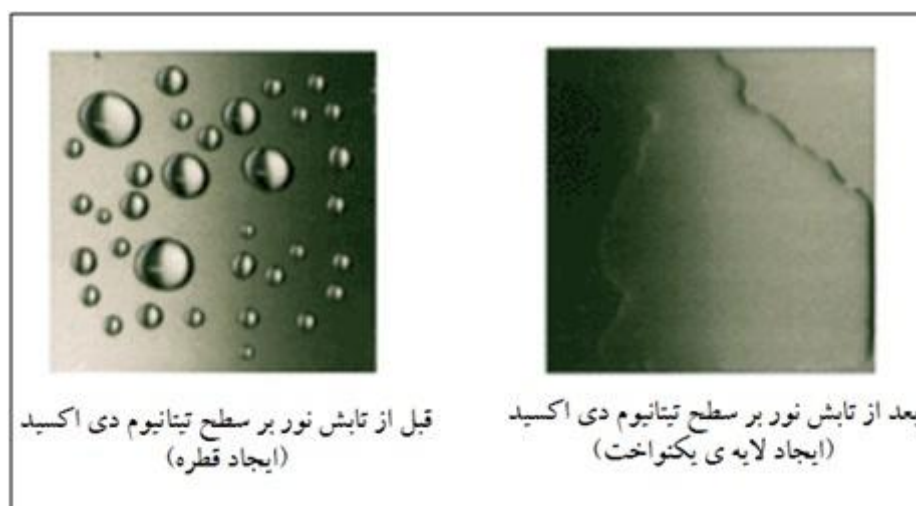 بعد از تابش نور بر سطح تیتانیوم دی اکسید
(ایجاد لایه ی یکنواخت)
قبل از تابش نور بر سطح تیتانیوم دی اکسید
(ایجاد قطره)